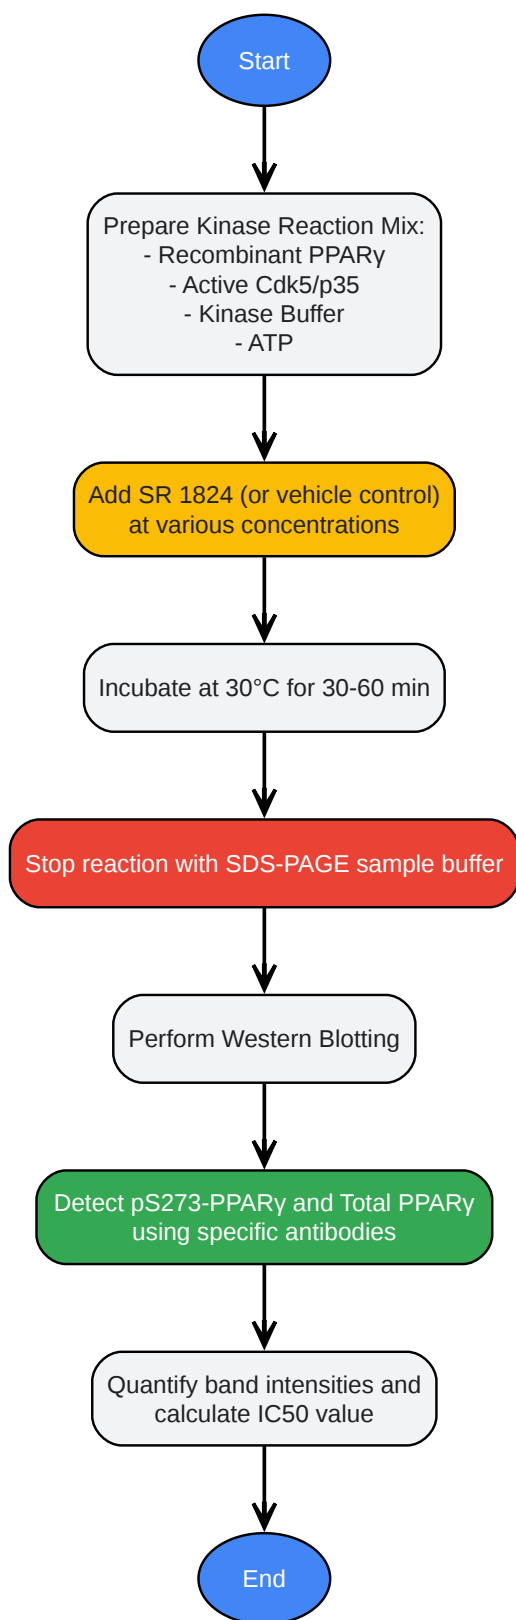 Start
Prepare Kinase Reaction Mix:
- Recombinant PPARγ
- Active Cdk5/p35
- Kinase Buffer
- ATP
Add SR 1824 (or vehicle control)
at various concentrations
Incubate at 30°C for 30-60 min
Stop reaction with SDS-PAGE sample buffer
Perform Western Blotting
Detect pS273-PPARγ and Total PPARγ
using specific antibodies
Quantify band intensities and
calculate IC50 value
End